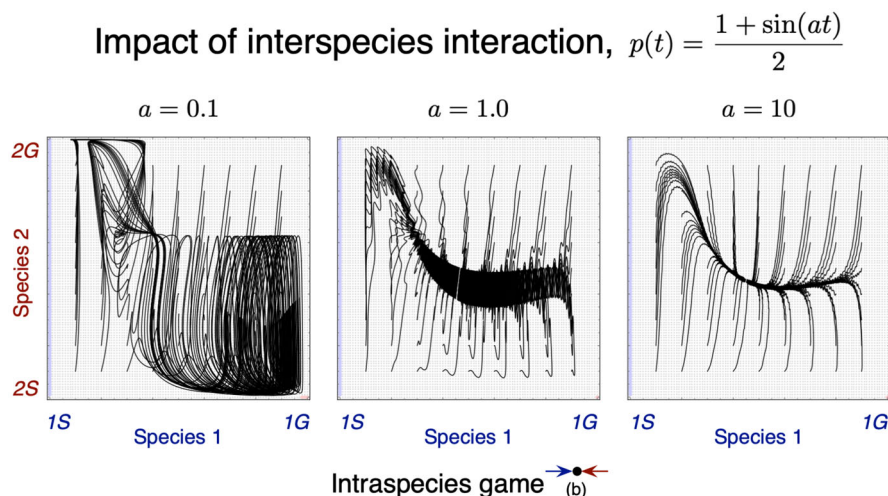 Impact of interspecies interaction, p(t) = \frac{1 + \sin(at)}{2}
a = 0.1
a = 1.0
a = 10
2G
Species 2
2S
1S
1G
1S
1G
1S
1G
Species 1
Species 1
Species 1
Intraspecies game
(b)